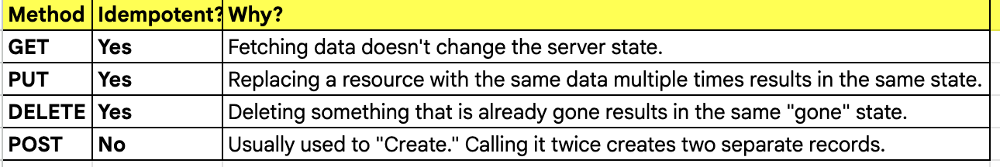 Method Idempotent? Why?
GET Yes Fetching data doesn't change the server state.
PUT Yes Replacing a resource with the same data multiple times results in the same state.
DELETE Yes Deleting something that is already gone results in the same "gone" state.
POST No Usually used to "Create." Calling it twice creates two separate records.